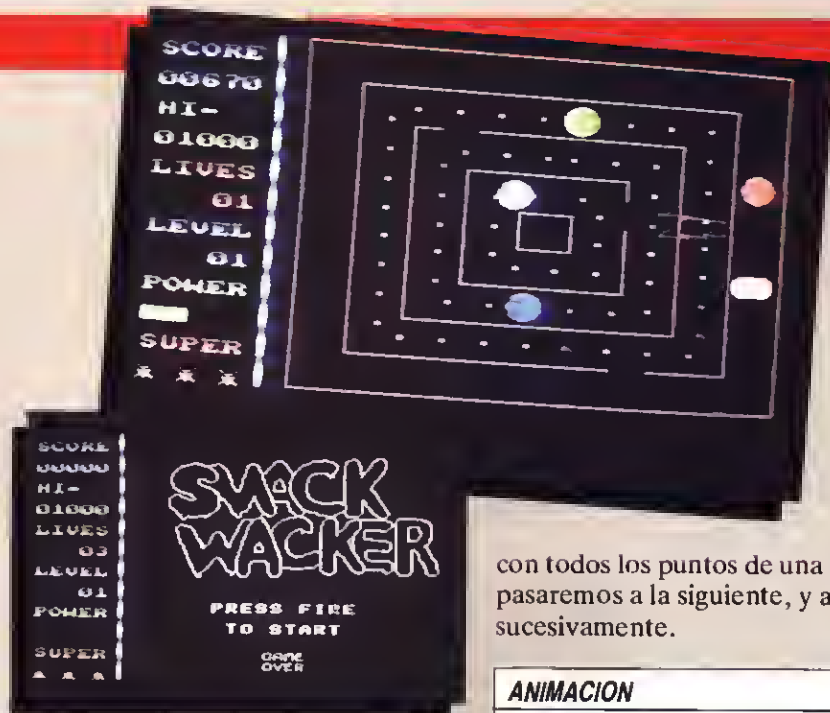 SCORE
00670
HI-
01000
LIVES
01
LEVEL
01
POWER
SUPER
SCORE
00000
HI-
01000
LIVES
03
LEVEL
01
POWER
SUPER
SMACK
WACKER
PRESS FIRE
TO START
GAME
OVER
con todos los puntos de una
pasaremos a la siguiente, y a
sucesivamente.
ANIMACION